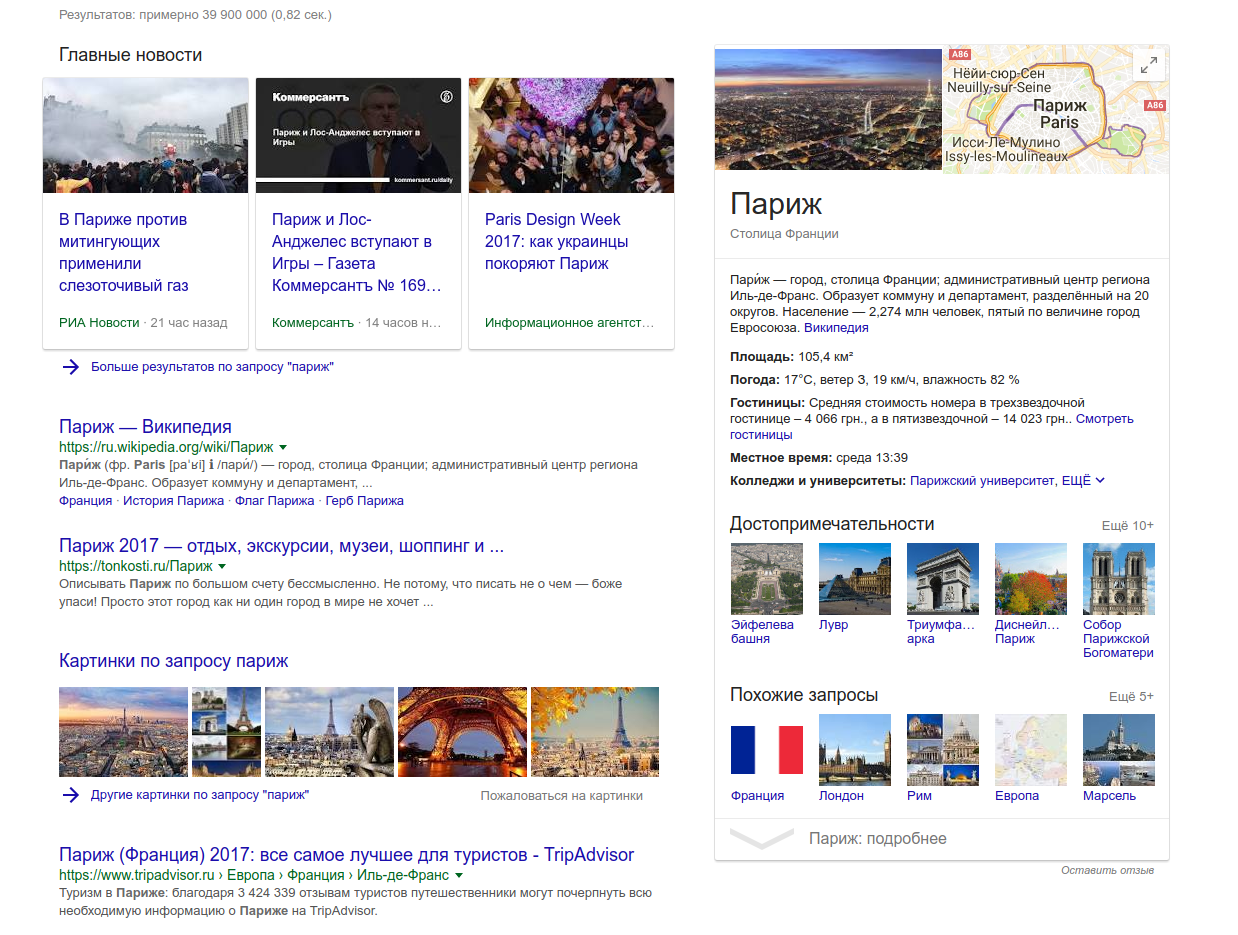 Результатов: примерно 39 900 000 (0,82 сек.)
Главные новости
Коммерсантъ
Париж и Лос-Анджелес вступают в
Игры
kommersant.ru/daily
В Париже против
митингующих
применили
слезоточивый газ
РИА Новости · 21 час назад
Париж и Лос-
Анджелес вступают в
Игры – Газета
Коммерсантъ № 169…
Коммерсантъ · 14 часов н…
Paris Design Week
2017: как украинцы
покоряют Париж
Информационное агентст…
Больше результатов по запросу "париж"
Париж — Википедия
https://ru.wikipedia.org/wiki/Париж
Пари́ж (фр. Paris [paˈʁi] ℹ /пари́/) — город, столица Франции; административный центр региона
Иль-де-Франс. Образует коммуну и департамент, ...
Франция · История Парижа · Флаг Парижа · Герб Парижа
Париж 2017 — отдых, экскурсии, музеи, шоппинг и ...
https://tonkosti.ru/Париж
Описывать Париж по большом счету бессмысленно. Не потому, что писать не о чем — боже
упаси! Просто этот город как ни один город в мире не хочет ...
Картинки по запросу париж
Другие картинки по запросу "париж"
Пожаловаться на картинки
Париж (Франция) 2017: все самое лучшее для туристов - TripAdvisor
https://www.tripadvisor.ru › Европа › Франция › Иль-де-Франс
Туризм в Париже: благодаря 3 424 339 отзывам туристов путешественники могут почерпнуть всю
необходимую информацию о Париже на TripAdvisor.
A86
Нёйи-сюр-Сен
Neuilly-sur-Seine
Париж
Paris
A86
Исси-Ле-Мулино
Issy-les-Moulineaux
Париж
Столица Франции
Пари́ж — город, столица Франции; административный центр региона
Иль-де-Франс. Образует коммуну и департамент, разделённый на 20
округов. Население — 2,274 млн человек, пятый по величине город
Евросоюза. Википедия
Площадь: 105,4 км²
Погода: 17°C, ветер З, 19 км/ч, влажность 82 %
Гостиницы: Средняя стоимость номера в трехзвездочной
гостинице – 4 066 грн., а в пятизвездочной – 14 023 грн.. Смотреть
гостиницы
Местное время: среда 13:39
Колледжи и университеты: Парижский университет, ЕЩЁ
Достопримечательности
Ещё 10+
Эйфелева
башня
Лувр
Триумфа…
арка
Диснейл…
Париж
Собор
Парижской
Богоматери
Похожие запросы
Ещё 5+
Франция
Лондон
Рим
Европа
Марсель
Париж: подробнее
Оставить отзыв